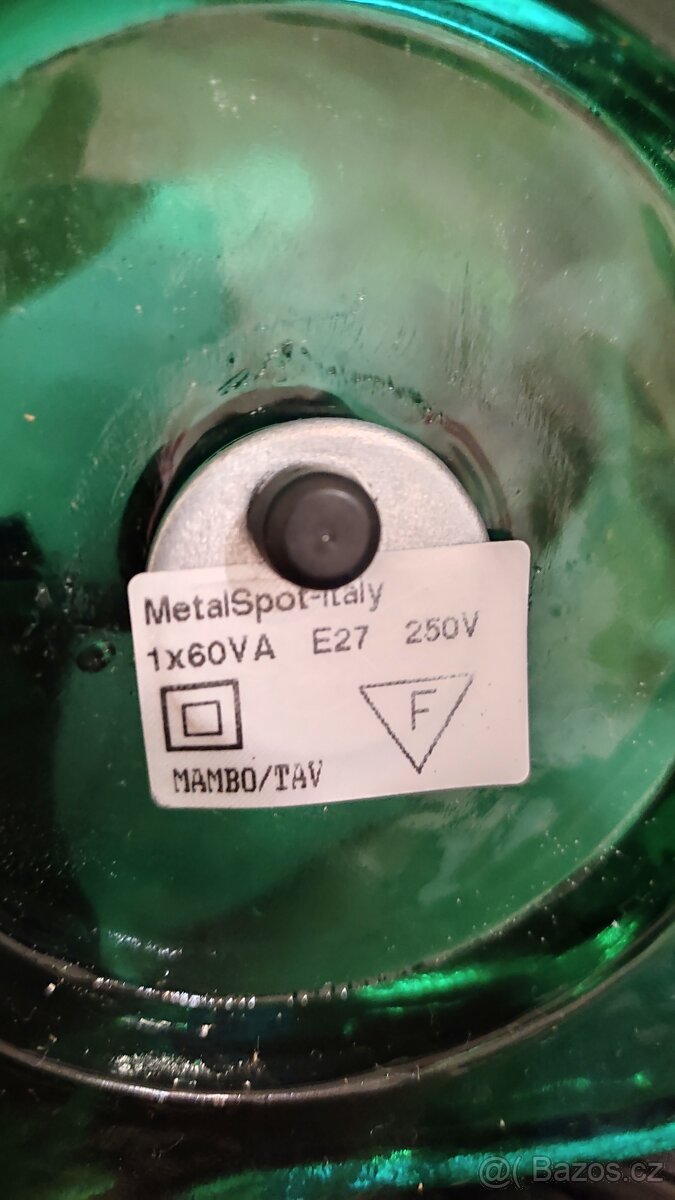 MetalSpot-Italy
1x60VA E27 250V
F
MAMBO/TAV
@( Bazos.cz